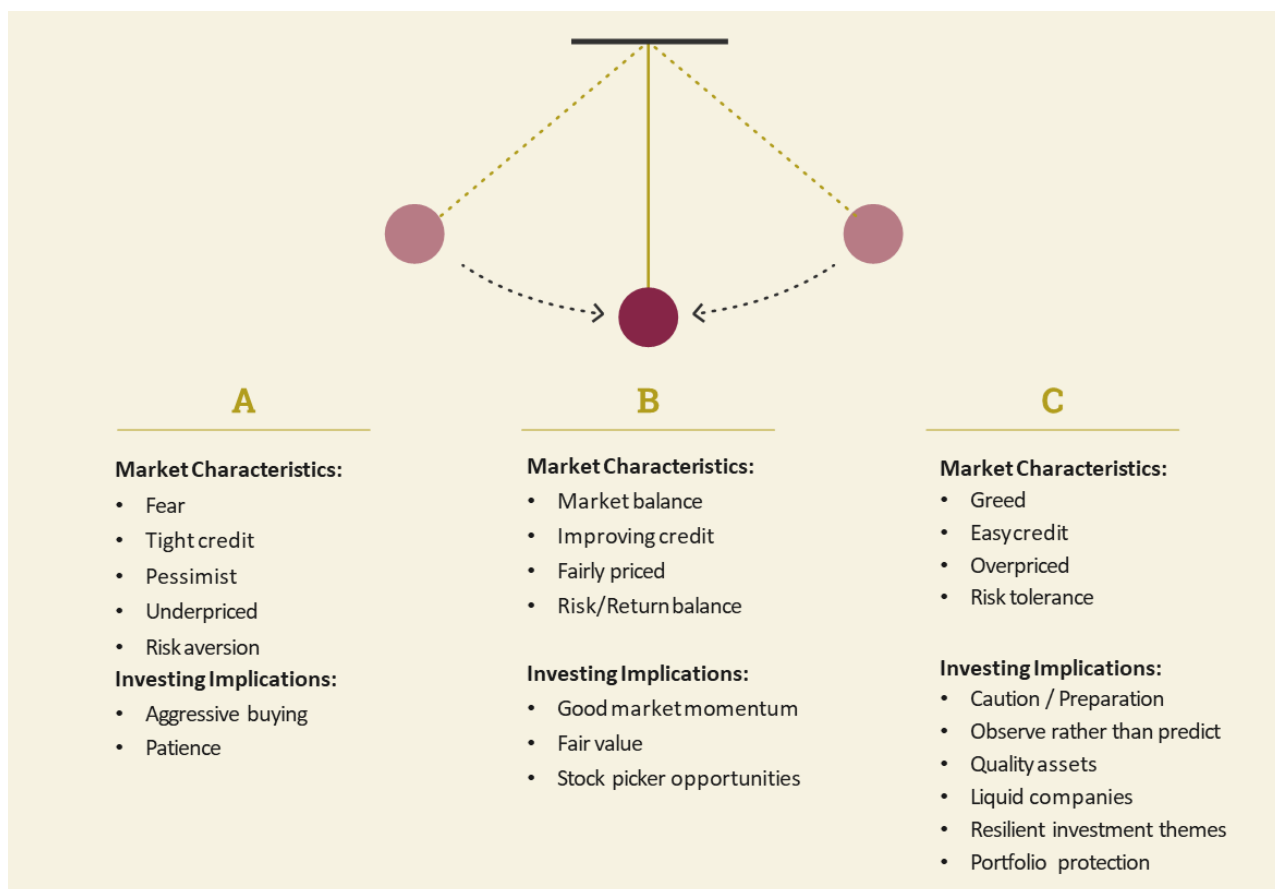 A
Market Characteristics:
• Fear
• Tight credit
• Pessimist
• Underpriced
• Risk aversion
Investing Implications:
• Aggressive buying
• Patience
B
Market Characteristics:
• Market balance
• Improving credit
• Fairly priced
• Risk/Return balance
Investing Implications:
• Good market momentum
• Fair value
• Stock picker opportunities
C
Market Characteristics:
• Greed
• Easy credit
• Overpriced
• Risk tolerance
Investing Implications:
• Caution / Preparation
• Observe rather than predict
• Quality assets
• Liquid companies
• Resilient investment themes
• Portfolio protection